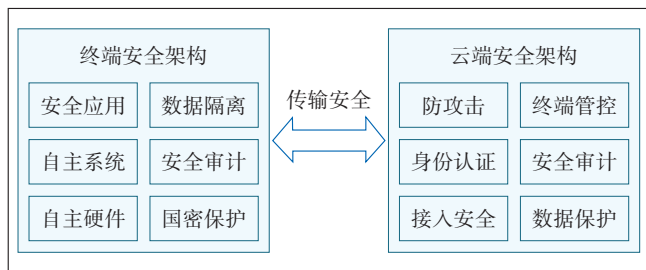 终端安全架构
安全应用 数据隔离
自主系统 安全审计
自主硬件 国密保护
传输安全
云端安全架构
防攻击 终端管控
身份认证 安全审计
接入安全 数据保护